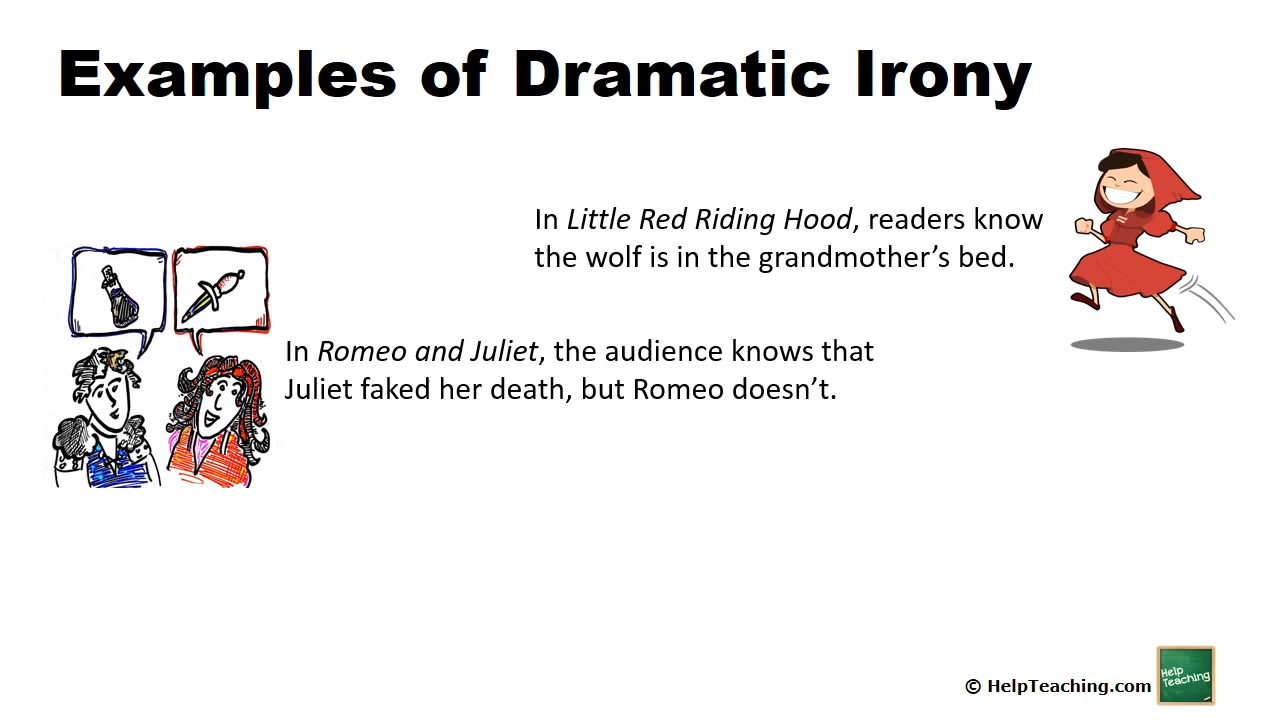 Examples of Dramatic Irony
In Little Red Riding Hood, readers know
the wolf is in the grandmother’s bed.
In Romeo and Juliet, the audience knows that
Juliet faked her death, but Romeo doesn’t.
© HelpTeaching.com
Help
Teaching